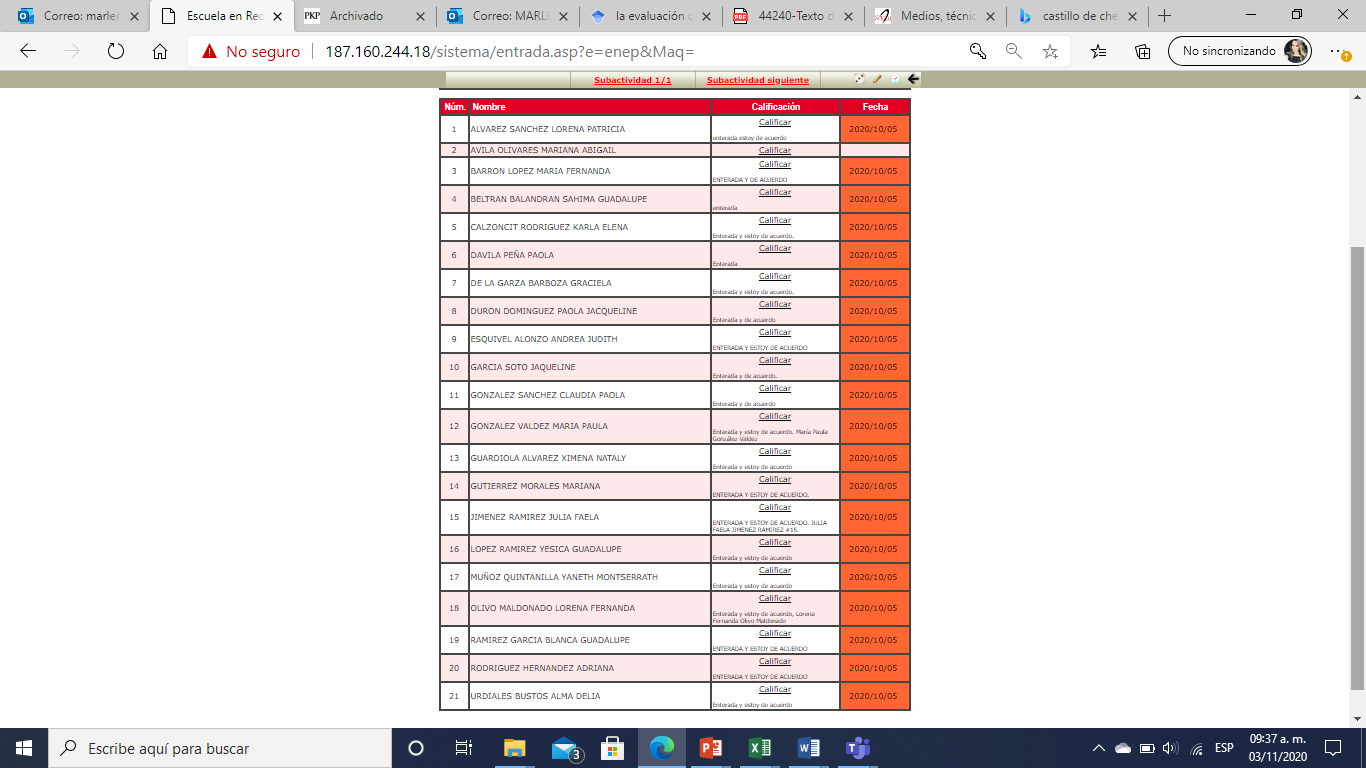 Correo: marler
Escuela en Rec
PKP Archivado
Correo: MARLE
la evaluación c
PDF 44240-Texto d
Medios, técnic
castillo de che
No seguro 187.160.244.18/sistema/entrada.asp?e=enep&Maq= No sincronizando
Subactividad 1/1 Subactividad siguiente
Núm. Nombre Calificación Fecha
1 ALVAREZ SANCHEZ LORENA PATRICIA Calificar 2020/10/05
enterada estoy de acuerdo
2 AVILA OLIVARES MARIANA ABIGAIL Calificar
3 BARRON LOPEZ MARIA FERNANDA Calificar 2020/10/05
ENTERADA Y DE ACUERDO
4 BELTRAN BALANDRAN SAHIMA GUADALUPE Calificar 2020/10/05
enterada
5 CALZONCIT RODRIGUEZ KARLA ELENA Calificar 2020/10/05
Enterada y estoy de acuerdo.
6 DAVILA PEÑA PAOLA Calificar 2020/10/05
Enterada
7 DE LA GARZA BARBOZA GRACIELA Calificar 2020/10/05
Enterada y estoy de acuerdo.
8 DURON DOMINGUEZ PAOLA JACQUELINE Calificar 2020/10/05
Enterada y de acuerdo
9 ESQUIVEL ALONZO ANDREA JUDITH Calificar 2020/10/05
ENTERADA Y ESTOY DE ACUERDO
10 GARCIA SOTO JAQUELINE Calificar 2020/10/05
Enterada y de acuerdo.
11 GONZALEZ SANCHEZ CLAUDIA PAOLA Calificar 2020/10/05
Enterada y de acuerdo
12 GONZALEZ VALDEZ MARIA PAULA Calificar 2020/10/05
Enterada y estoy de acuerdo. María Paula
González Valdez
13 GUARDIOLA ALVAREZ XIMENA NATALY Calificar 2020/10/05
Enterada y estoy de acuerdo
14 GUTIERREZ MORALES MARIANA Calificar 2020/10/05
ENTERADA Y ESTOY DE ACUERDO.
15 JIMENEZ RAMIREZ JULIA FAELA Calificar 2020/10/05
ENTERADA Y ESTOY DE ACUERDO. JULIA
FAELA JIMENEZ RAMIREZ #15.
16 LOPEZ RAMIREZ YESICA GUADALUPE Calificar 2020/10/05
Enterada y estoy de acuerdo
17 MUÑOZ QUINTANILLA YANETH MONTSERRATH Calificar 2020/10/05
Enterada y estoy de acuerdo
18 OLIVO MALDONADO LORENA FERNANDA Calificar 2020/10/05
Enterada y estoy de acuerdo, Lorena
Fernanda Olivo Maldonado
19 RAMIREZ GARCIA BLANCA GUADALUPE Calificar 2020/10/05
ENTERADA Y ESTOY DE ACUERDO
20 RODRIGUEZ HERNANDEZ ADRIANA Calificar 2020/10/05
ENTERADA Y ESTOY DE ACUERDO
21 URDIALES BUSTOS ALMA DELIA Calificar 2020/10/05
Enterada y estoy de acuerdo
Escribe aquí para buscar
3
ESP
09:37 a. m.
03/11/2020